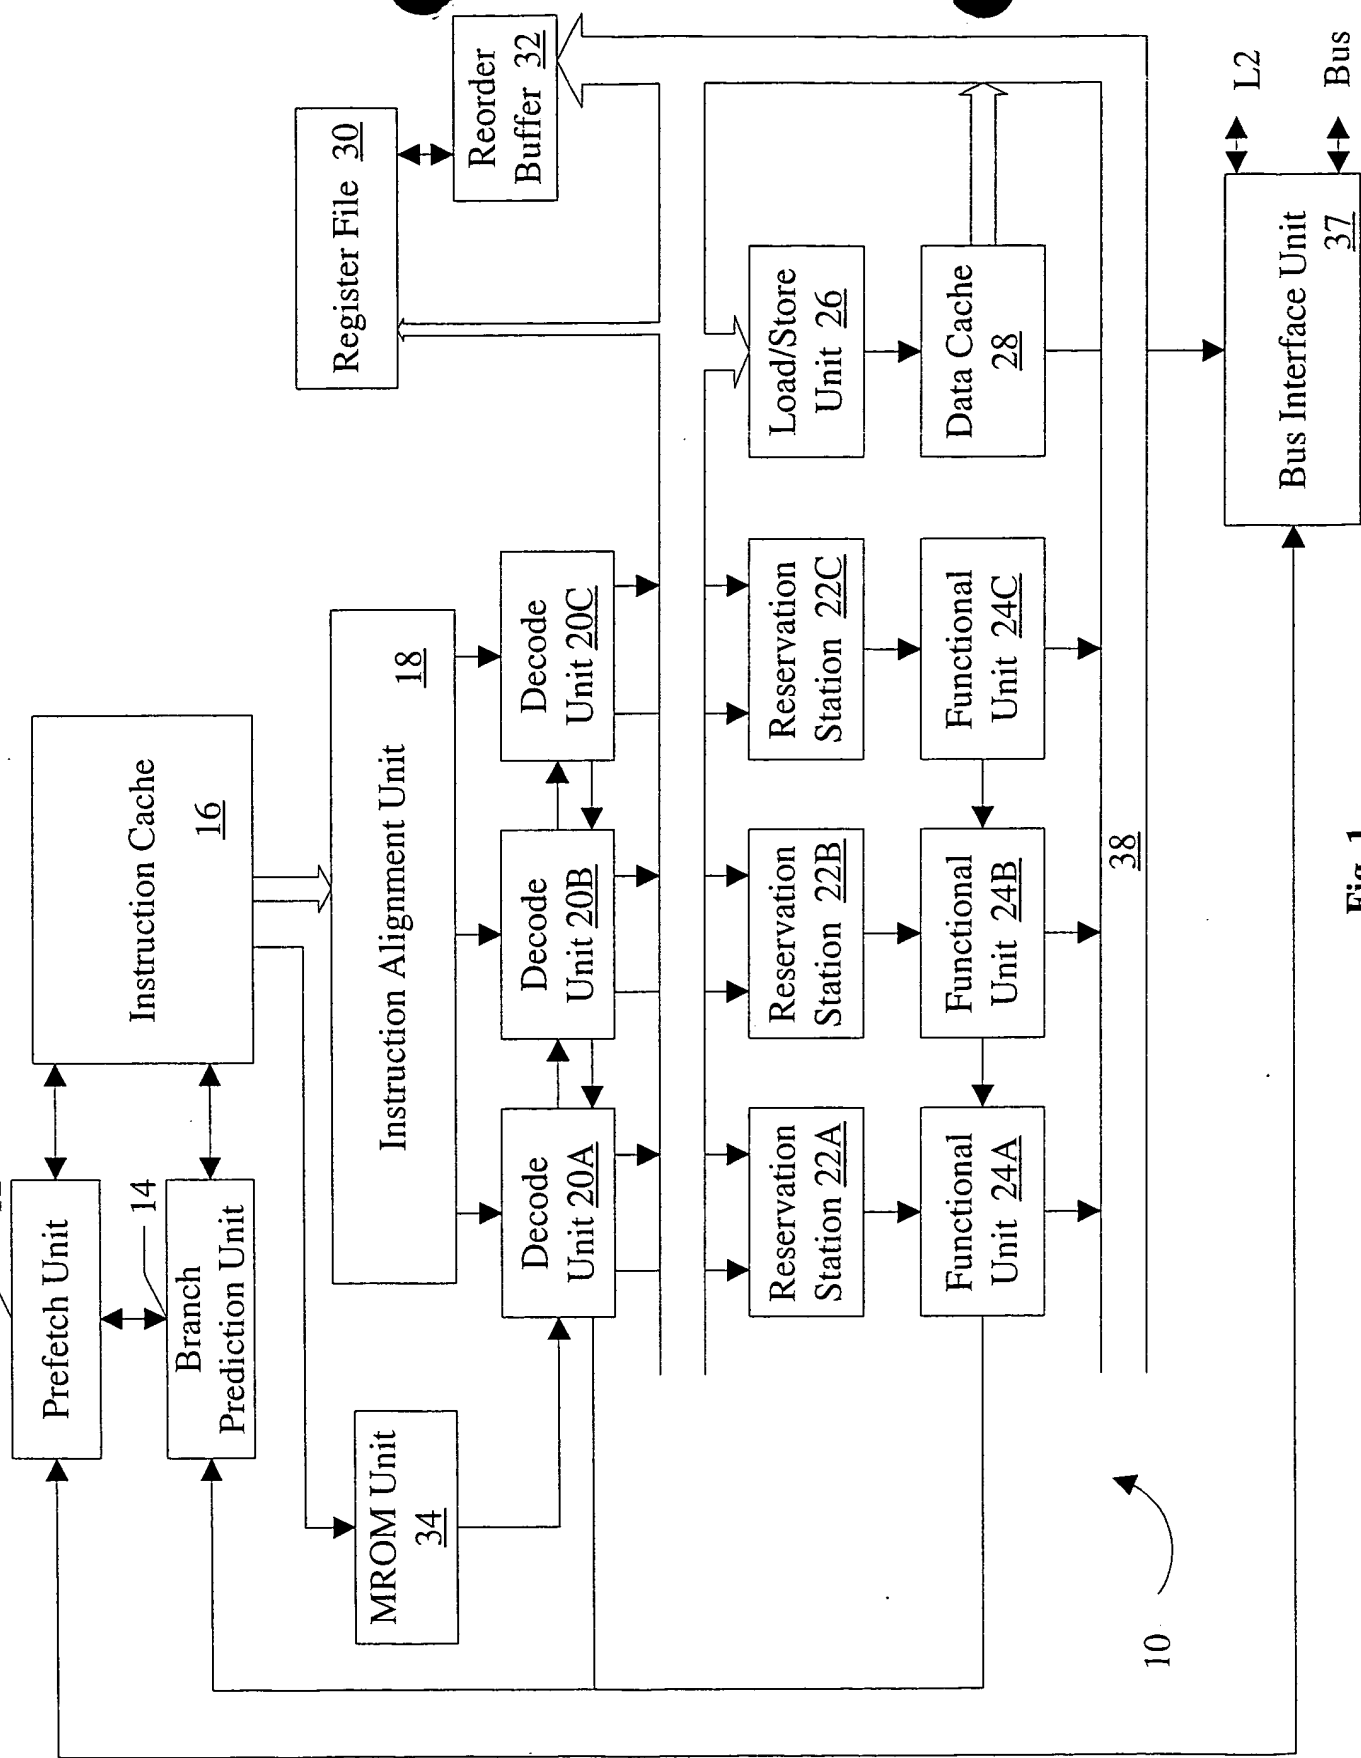 Prefetch Unit
14
Branch
Prediction Unit
Instruction Cache
16
Register File 30
Reorder
Buffer 32
MROM Unit
34
Instruction Alignment Unit
18
Decode
Unit 20A
Decode
Unit 20B
Decode
Unit 20C
Reservation
Station 22A
Reservation
Station 22B
Reservation
Station 22C
Load/Store
Unit 26
Functional
Unit 24A
Functional
Unit 24B
Functional
Unit 24C
Data Cache
28
38
10
Bus Interface Unit
37
L2
Bus